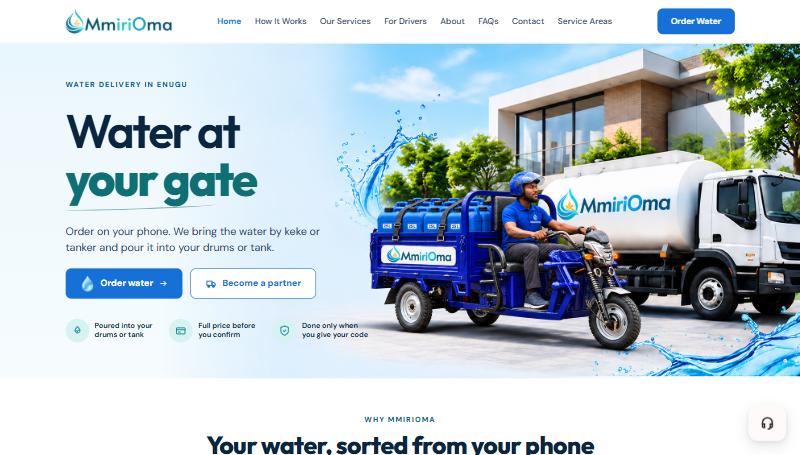 MmiriOma
Home How It Works Our Services For Drivers About FAQs Contact Service Areas
Order Water
WATER DELIVERY IN ENUGU
Water at
your gate
Order on your phone. We bring the water by keke or
tanker and pour it into your drums or tank.
Order water → Become a partner
Poured into your
drums or tank
Full price before
you confirm
Done only when
you give your code
MmiriOma
MmiriOma
WHY MMIRIOMA
Your water, sorted from your phone